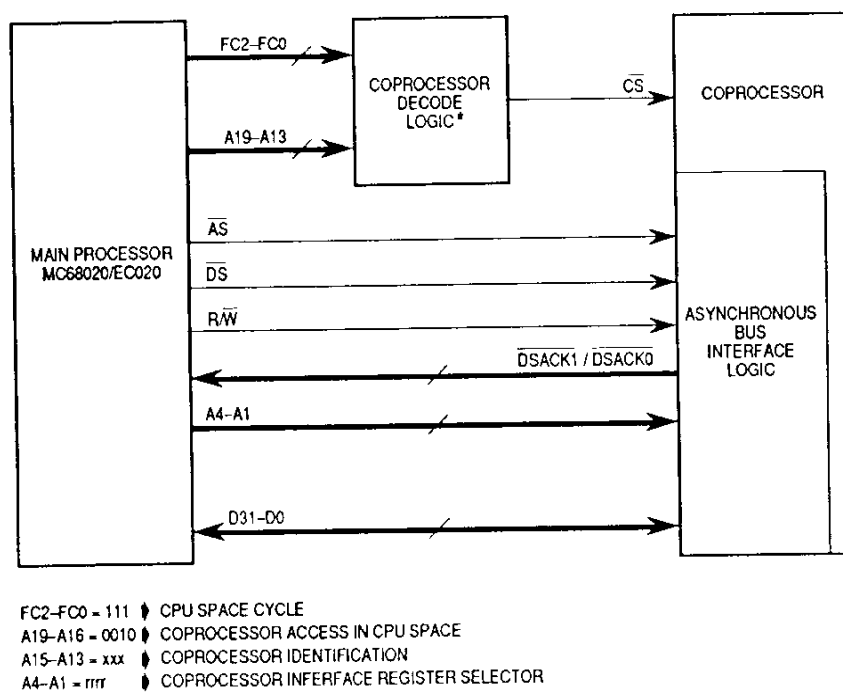 FC2–FC0
COPROCESSOR
DECODE
LOGIC*
CS
COPROCESSOR
A19–A13
AS
MAIN PROCESSOR
MC68020/EC020
DS
R/W
ASYNCHRONOUS
BUS
INTERFACE
LOGIC
DSACK1 / DSACK0
A4–A1
D31–D0
FC2–FC0 = 111 ➧ CPU SPACE CYCLE
A19–A16 = 0010 ➧ COPROCESSOR ACCESS IN CPU SPACE
A15–A13 = xxx ➧ COPROCESSOR IDENTIFICATION
A4–A1 = rrrr ➧ COPROCESSOR INFERFACE REGISTER SELECTOR